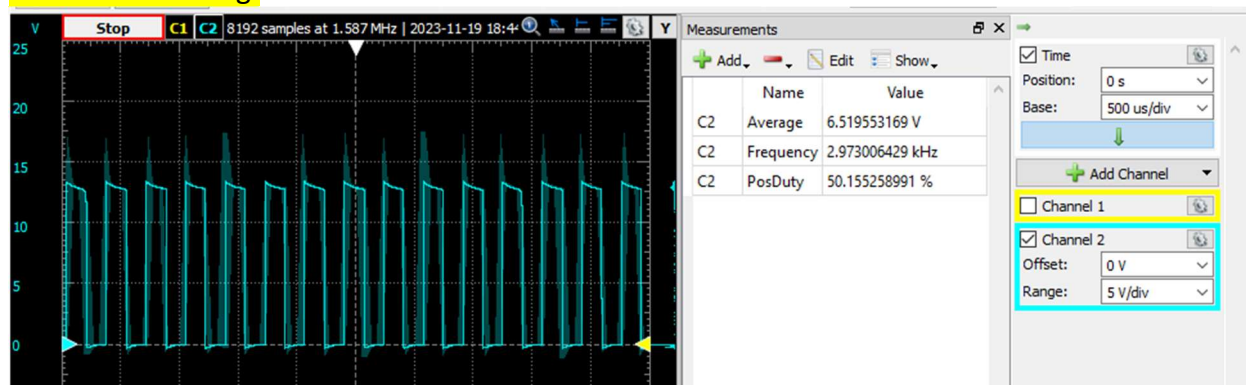 V Stop C1 C2 8192 samples at 1.587 MHz | 2023-11-19 18:4 Y
25
20
15
10
5
0
Measurements
Add Edit Show
Name Value
C2 Average 6.519553169 V
C2 Frequency 2.973006429 kHz
C2 PosDuty 50.155258991 %
Time
Position: 0 s
Base: 500 us/div
Add Channel
Channel 1
Channel 2
Offset: 0 V
Range: 5 V/div